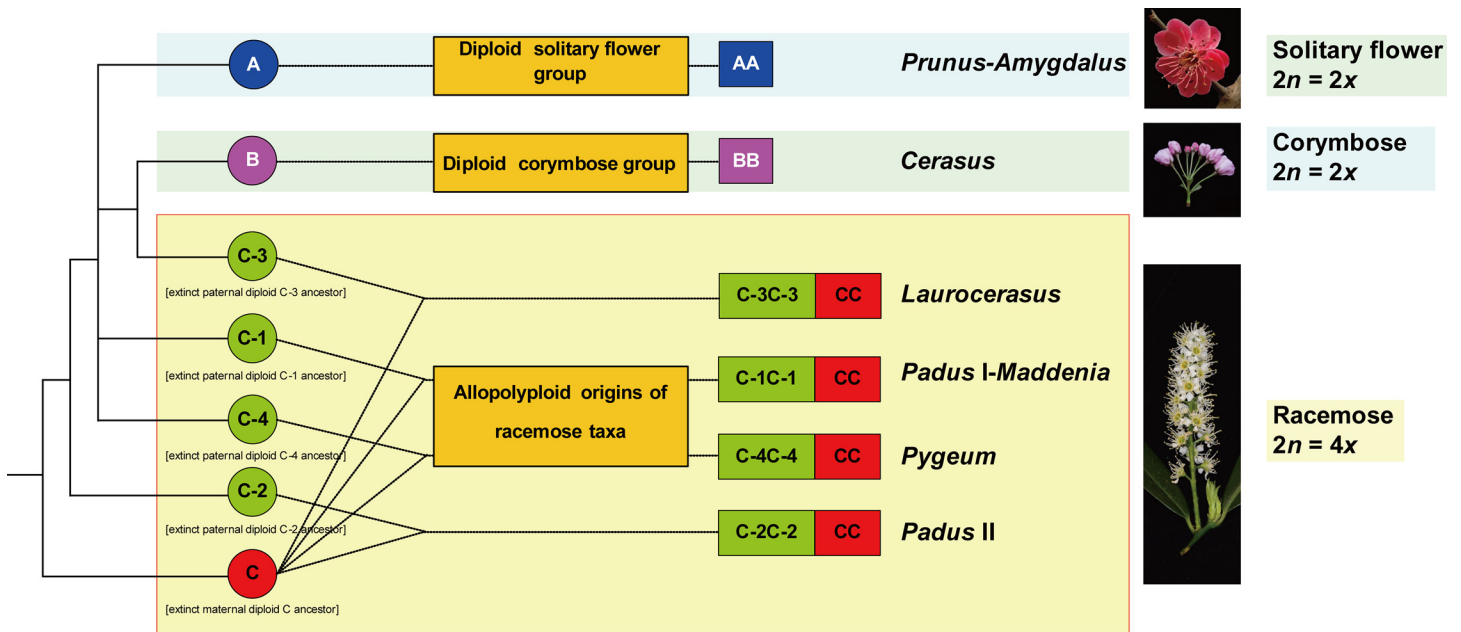 A
Diploid solitary flower
group
AA
Prunus-Amygdalus
Solitary flower
2n = 2x
B
Diploid corymbose group
BB
Cerasus
Corymbose
2n = 2x
C-3
[extinct paternal diploid C-3 ancestor]
C-3C-3 CC
Laurocerasus
C-1
[extinct paternal diploid C-1 ancestor]
Allopolyploid origins of
racemose taxa
C-1C-1 CC
Padus I-Maddenia
C-4
[extinct paternal diploid C-4 ancestor]
C-4C-4 CC
Pygeum
Racemose
2n = 4x
C-2
[extinct paternal diploid C-2 ancestor]
C-2C-2 CC
Padus II
C
[extinct maternal diploid C ancestor]